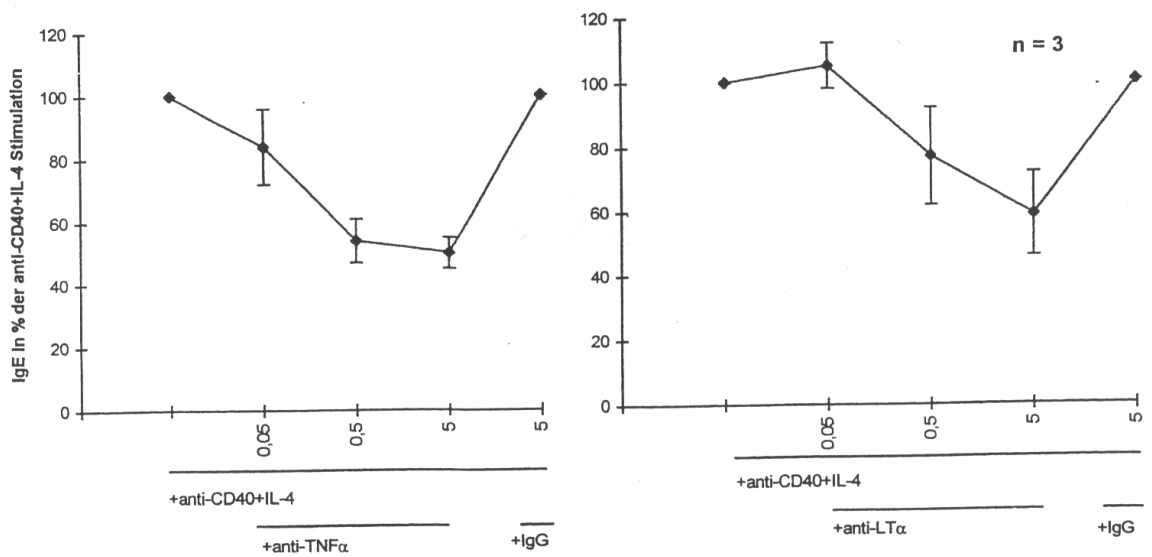 IgE in % der anti-CD40+IL-4 Stimulation
120
100
80
60
40
20
0
0,05
0,5
5
5
+anti-CD40+IL-4
+anti-TNFα
+IgG
n = 3
120
100
80
60
40
20
0
0,05
0,5
5
5
+anti-CD40+IL-4
+anti-LTα
+IgG